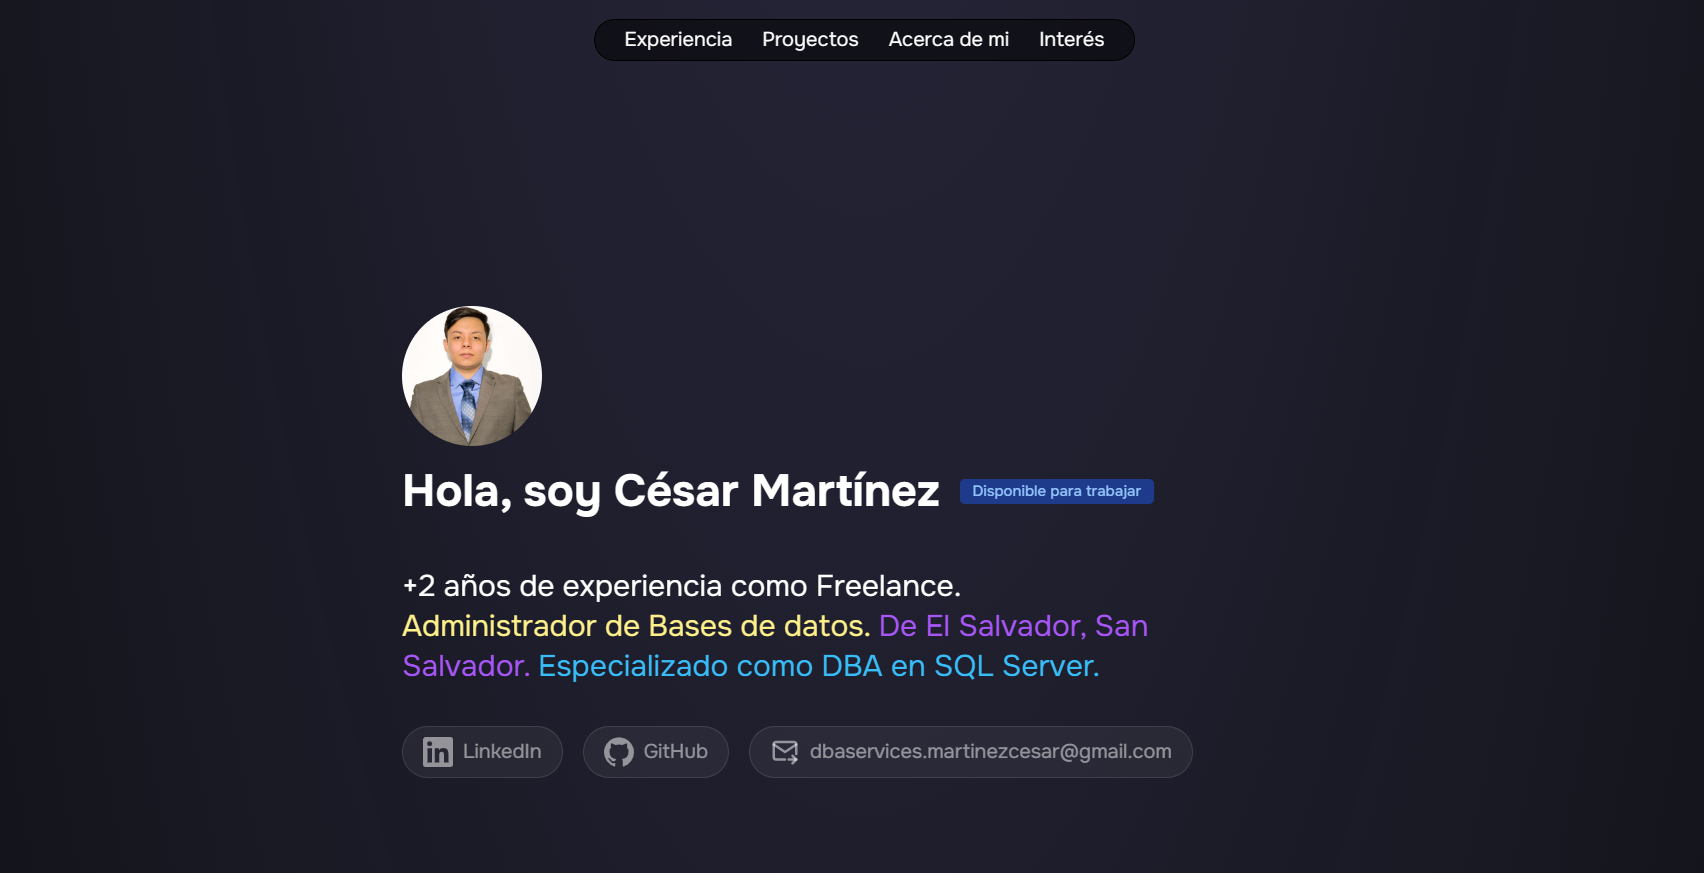 Experiencia Proyectos Acerca de mi Interés
Hola, soy César Martínez Disponible para trabajar
+2 años de experiencia como Freelance.
Administrador de Bases de datos. De El Salvador, San
Salvador. Especializado como DBA en SQL Server.
LinkedIn GitHub dbaservices.martinezcesar@gmail.com